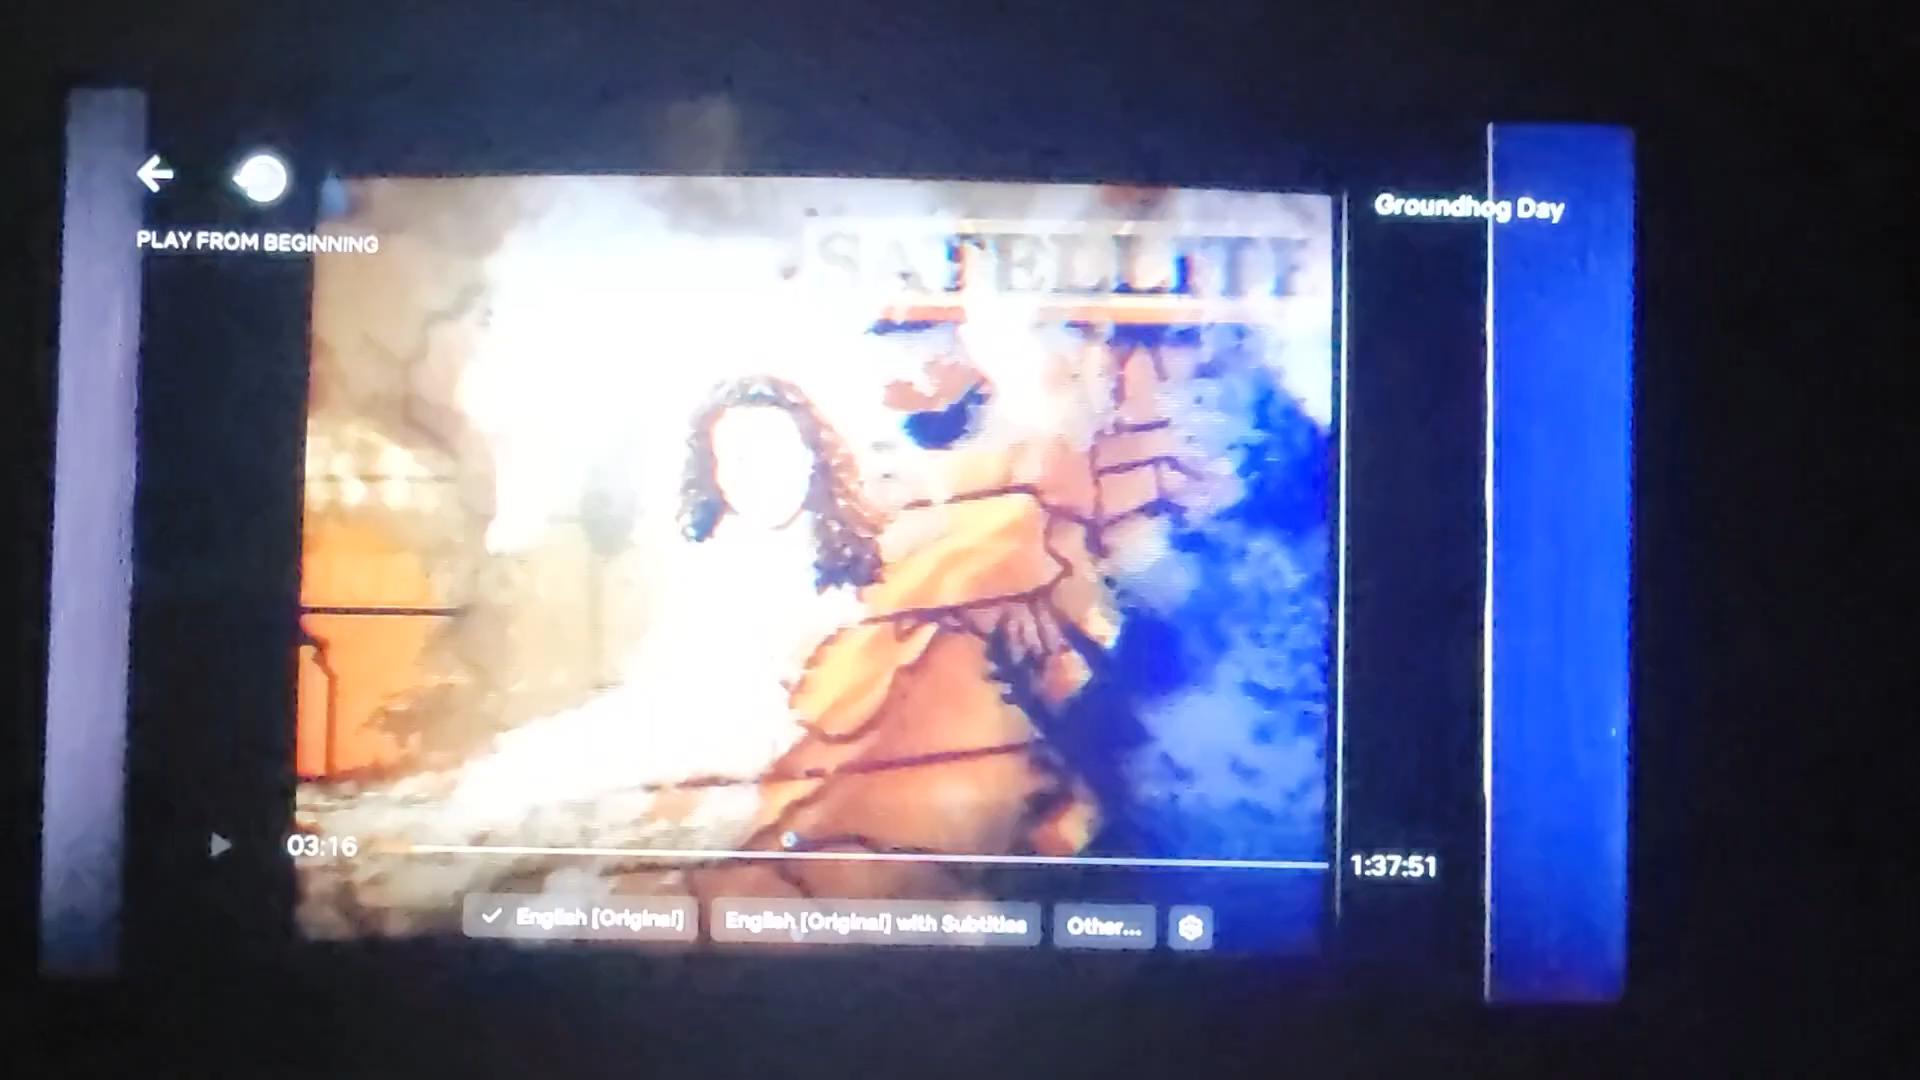 PLAY FROM BEGINNING
Groundhog Day
SATELLITE
03:16
1:37:51
English [Original]
English [Original] with Subtitles
Other...